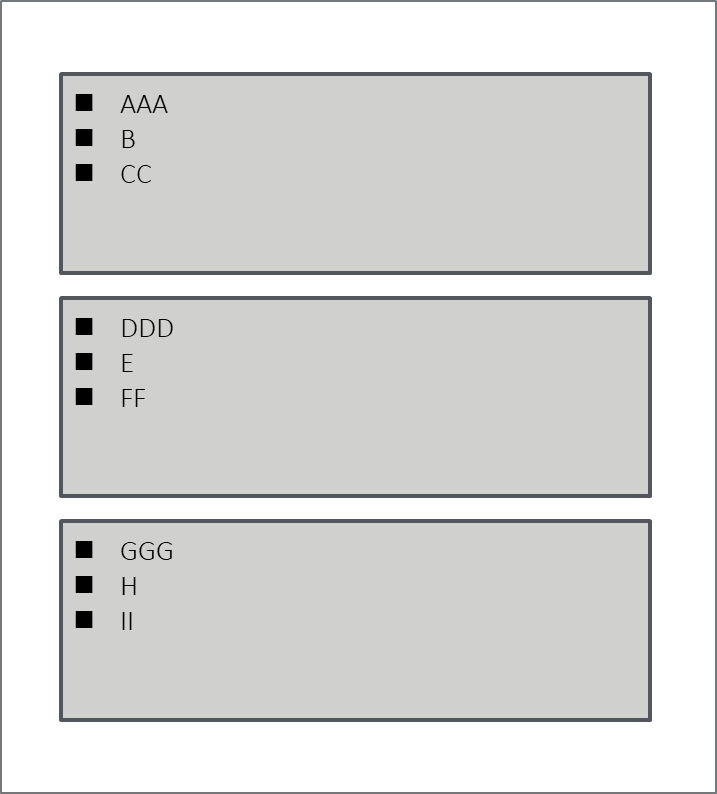 ■ AAA
■ B
■ CC
■ DDD
■ E
■ FF
■ GGG
■ H
■ II